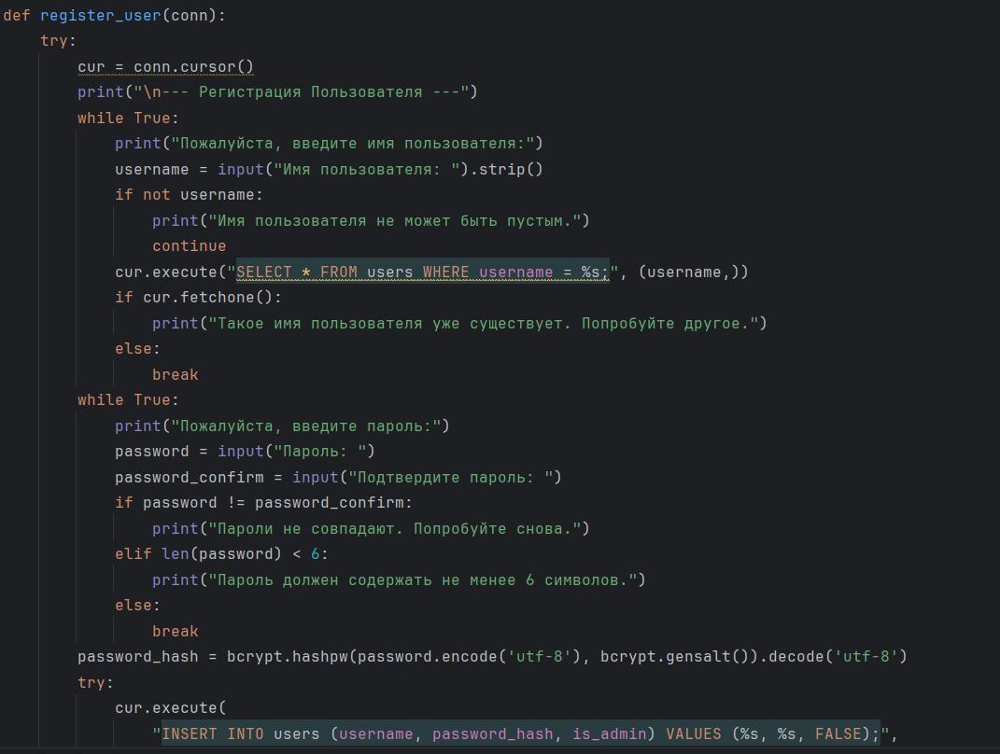 def register_user(conn):
    try:
        cur = conn.cursor()
        print("\n--- Регистрация Пользователя ---")
        while True:
            print("Пожалуйста, введите имя пользователя:")
            username = input("Имя пользователя: ").strip()
            if not username:
                print("Имя пользователя не может быть пустым.")
                continue
            cur.execute("SELECT * FROM users WHERE username = %s;", (username,))
            if cur.fetchone():
                print("Такое имя пользователя уже существует. Попробуйте другое.")
            else:
                break
        while True:
            print("Пожалуйста, введите пароль:")
            password = input("Пароль: ")
            password_confirm = input("Подтвердите пароль: ")
            if password != password_confirm:
                print("Пароли не совпадают. Попробуйте снова.")
            elif len(password) < 6:
                print("Пароль должен содержать не менее 6 символов.")
            else:
                break
        password_hash = bcrypt.hashpw(password.encode('utf-8'), bcrypt.gensalt()).decode('utf-8')
        try:
            cur.execute(
                "INSERT INTO users (username, password_hash, is_admin) VALUES (%s, %s, FALSE);",